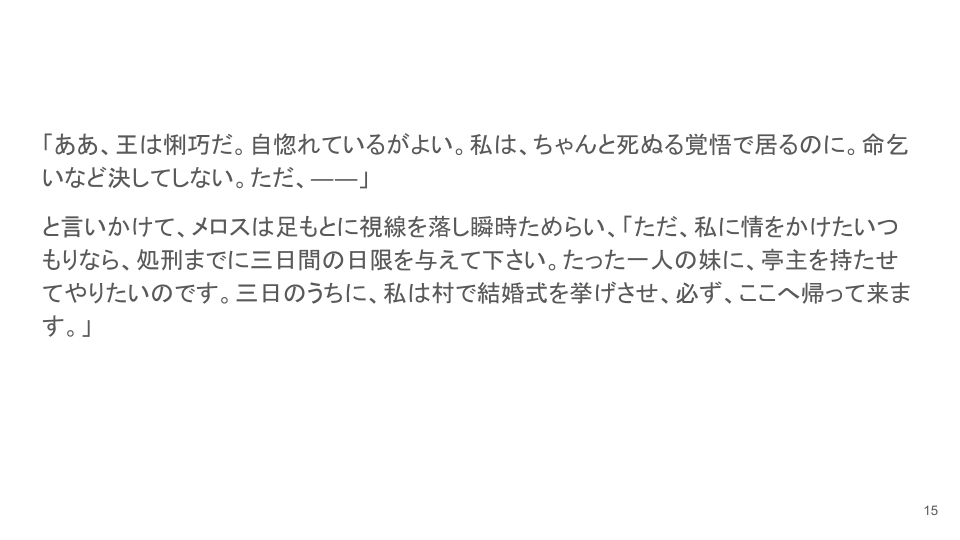 「ああ、王は悧巧だ。自惚れているがよい。私は、ちゃんと死ぬる覚悟で居るのに。命乞
いなど決してしない。ただ、――」
と言いかけて、メロスは足もとに視線を落し瞬時ためらい、「ただ、私に情をかけたいつ
もりなら、処刑までに三日間の日限を与えて下さい。たった一人の妹に、亭主を持たせ
てやりたいのです。三日のうちに、私は村で結婚式を挙げさせ、必ず、ここへ帰って来ま
す。」
15